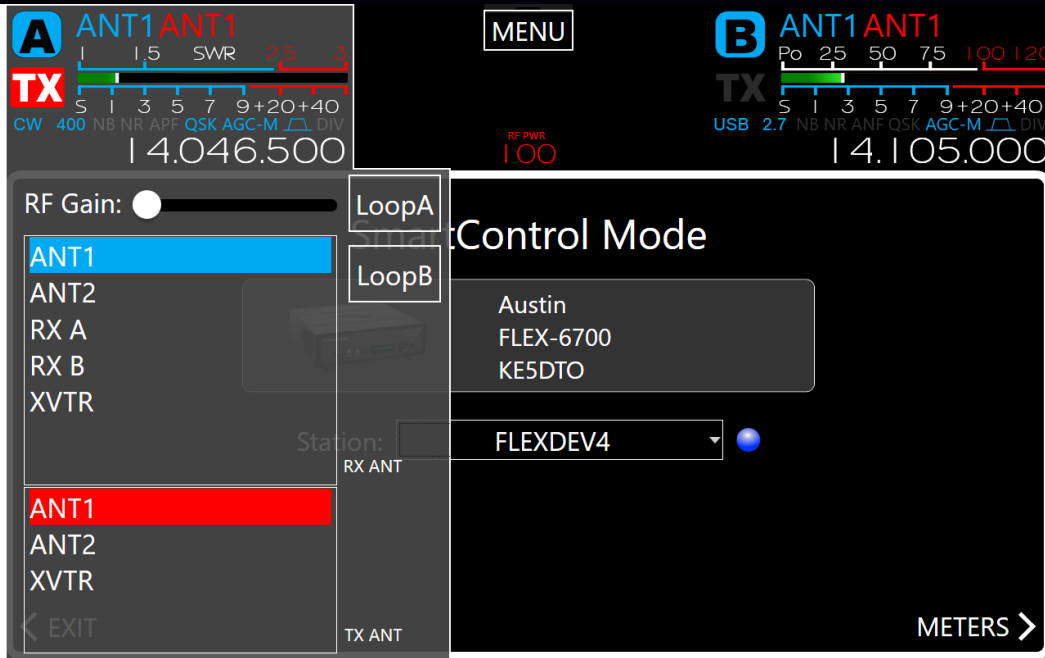 A ANT1 ANT1
1 1.5 SWR 2.5 3
TX
S 1 3 5 7 9+20+40
CW 400 NB NR APF QSK AGC-M DIV
14.046.500
MENU
RF PWR
100
B ANT1 ANT1
Po 25 50 75 100 120
TX
S 1 3 5 7 9+20+40
USB 2.7 NB NR ANF QSK AGC-M DIV
14.105.000
RF Gain:
LoopA
LoopB
ANT1
ANT2
RX A
RX B
XVTR
RX ANT
ANT1
ANT2
XVTR
TX ANT
SmartControl Mode
Austin
FLEX-6700
KE5DTO
Station: FLEXDEV4
EXIT
METERS